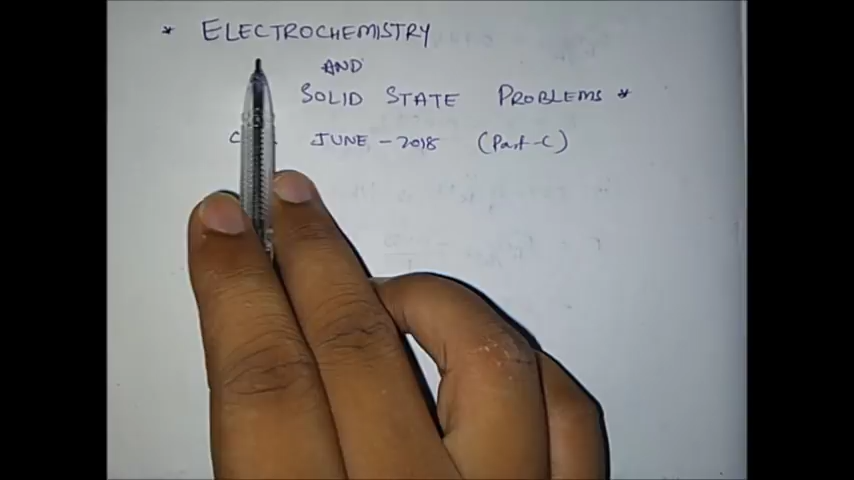 * ELECTROCHEMISTRY
AND
SOLID STATE PROBLEMS *
JUNE - 2018 (Part-C)